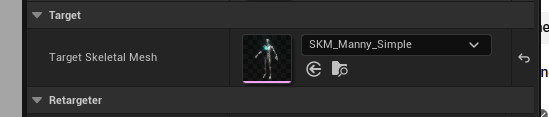 Target
Target Skeletal Mesh
SKM_Manny_Simple
Retargeter